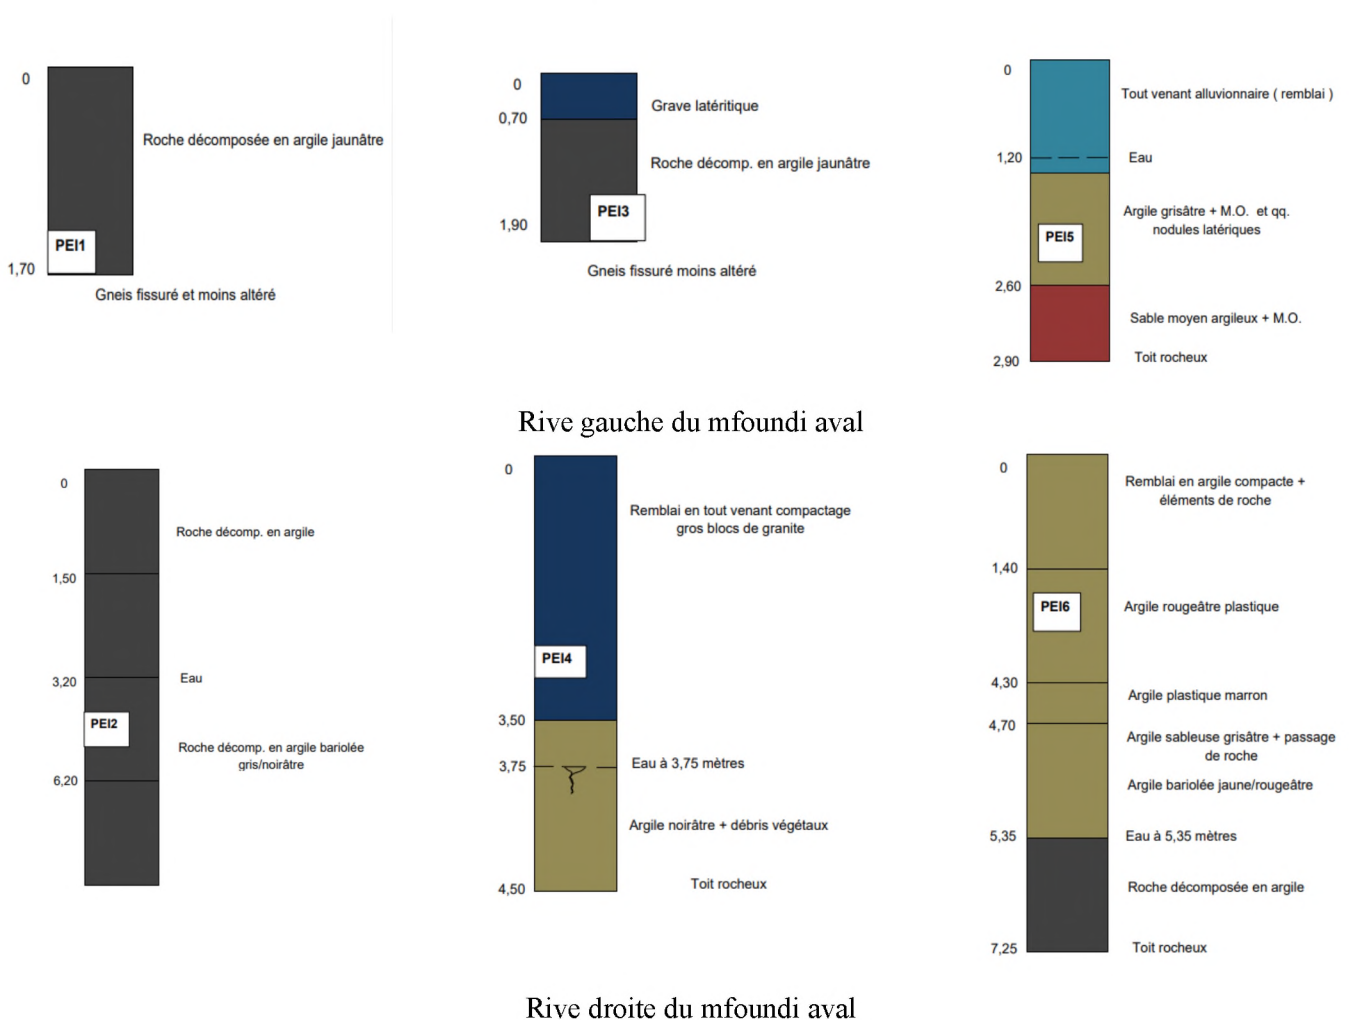 0
Roche décomposée en argile jaunâtre
PEI1
1,70
Gneis fissuré et moins altéré
0
Grave latéritique
0,70
Roche décomp. en argile jaunâtre
PEI3
1,90
Gneis fissuré moins altéré
0
Tout venant alluvionnaire ( remblai )
1,20
Eau
Argile grisâtre + M.O. et qq.
nodules latériques
PEI5
2,60
Sable moyen argileux + M.O.
2,90
Toit rocheux
Rive gauche du mfoundi aval
0
Roche décomp. en argile
1,50
3,20
Eau
PEI2
Roche décomp. en argile bariolée
gris/noirâtre
6,20
0
Remblai en tout venant compactage
gros blocs de granite
PEI4
3,50
3,75
Eau à 3,75 mètres
Argile noirâtre + débris végétaux
4,50
Toit rocheux
0
Remblai en argile compacte +
éléments de roche
1,40
PEI6
Argile rougeâtre plastique
4,30
Argile plastique marron
4,70
Argile sableuse grisâtre + passage
de roche
Argile bariolée jaune/rougeâtre
5,35
Eau à 5,35 mètres
Roche décomposée en argile
7,25
Toit rocheux
Rive droite du mfoundi aval